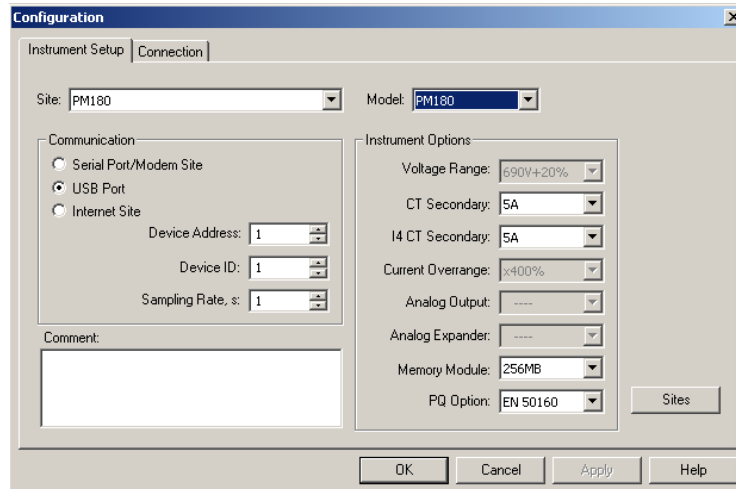 Configuration
Instrument Setup
Connection
Site: PM180
Model: PM180
Communication
Serial Port/Modem Site
USB Port
Internet Site
Device Address: 1
Device ID: 1
Sampling Rate, s: 1
Comment:
Instrument Options
Voltage Range: 690V+20%
CT Secondary: 5A
I4 CT Secondary: 5A
Current Overrange: x400%
Analog Output: ----
Analog Expander: ----
Memory Module: 256MB
PQ Option: EN 50160
Sites
OK
Cancel
Apply
Help